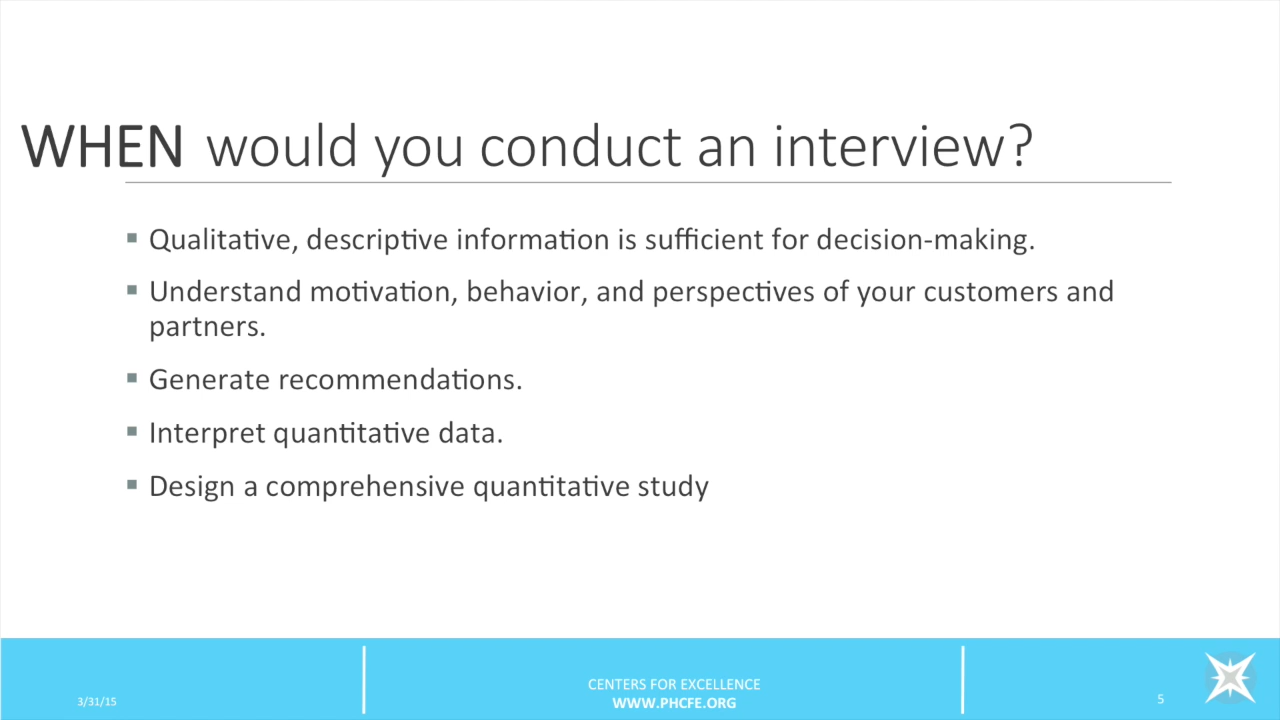 WHEN would you conduct an interview?
▪ Qualitative, descriptive information is sufficient for decision-making.
▪ Understand motivation, behavior, and perspectives of your customers and
partners.
▪ Generate recommendations.
▪ Interpret quantitative data.
▪ Design a comprehensive quantitative study
3/31/15
CENTERS FOR EXCELLENCE
WWW.PHCFE.ORG
5